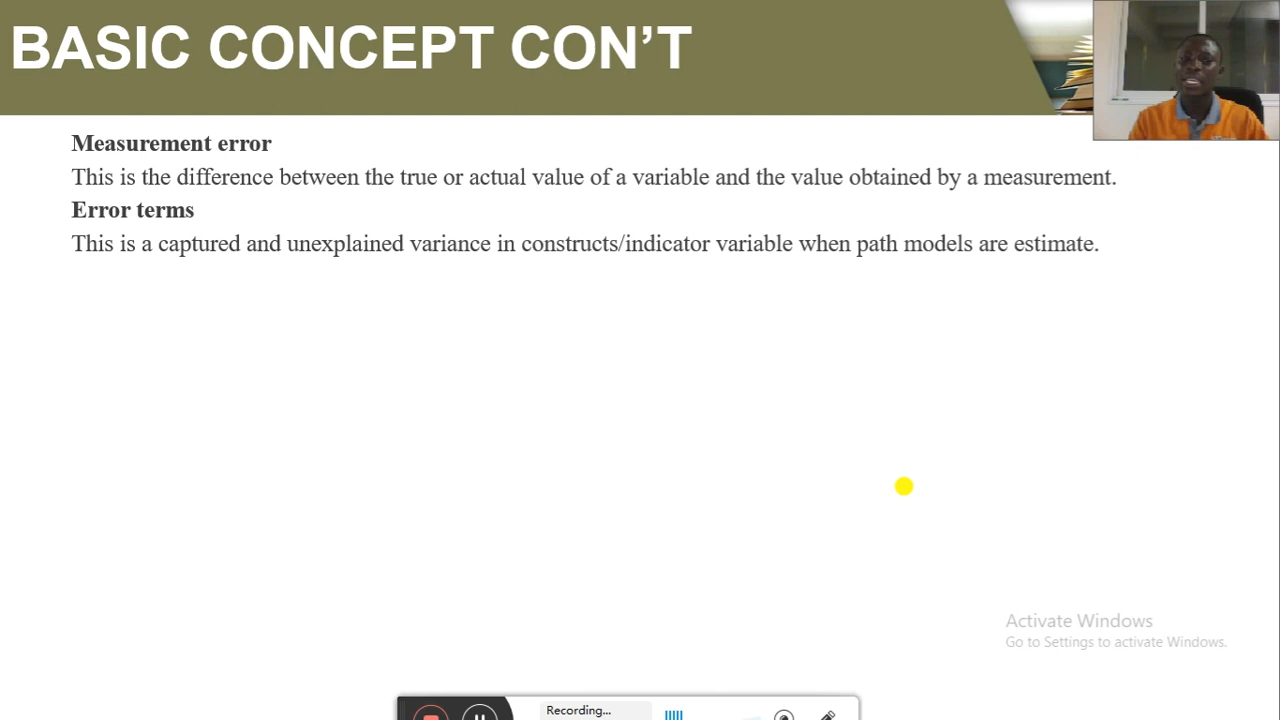 BASIC CONCEPT CON’T
Measurement error
This is the difference between the true or actual value of a variable and the value obtained by a measurement.
Error terms
This is a captured and unexplained variance in constructs/indicator variable when path models are estimate.
Activate Windows
Go to Settings to activate Windows.
Recording...